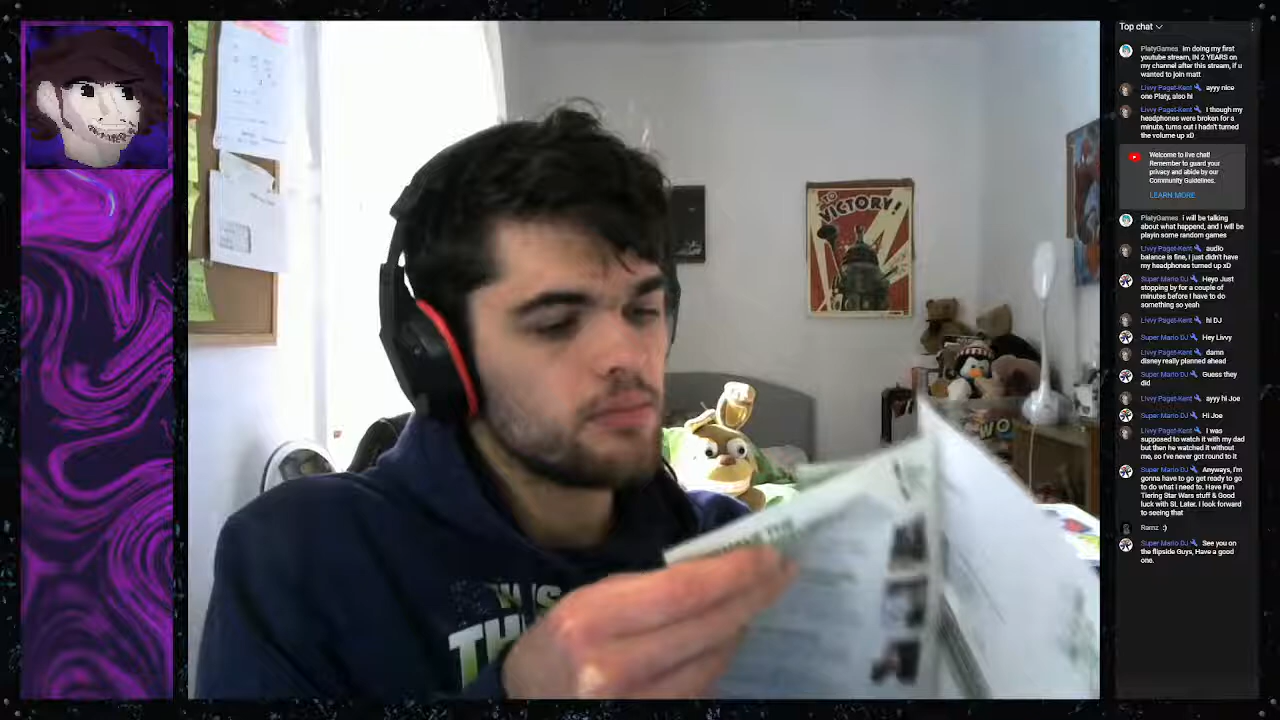 Top chat
PlatyGames Im doing my first
youtube stream, IN 2 YEARS on
my channel after this stream, if u
wanted to join matt
Livvy Paget-Kent ayyy nice
one Platy, also hi
Livvy Paget-Kent I though my
headphones were broken for a
minute, turns out I hadn't turned
the volume up xD
Welcome to live chat!
Remember to guard your
privacy and abide by our
Community Guidelines.
LEARN MORE
PlatyGames i will be talking
about what happend, and I will be
playin some random games
Livvy Paget-Kent audio
balance is fine, I just didn't have
my headphones turned up xD
Super Mario DJ Heyo Just
stopping by for a couple of
minutes before I have to do
something so yeah
Livvy Paget-Kent hi DJ
Super Mario DJ Hey Livvy
Livvy Paget-Kent damn
disney really planned ahead
Super Mario DJ Guess they
did
Livvy Paget-Kent ayyy hi Joe
Super Mario DJ Hi Joe
Livvy Paget-Kent I was
supposed to watch it with my dad
but then he watched it without
me, so I've never got round to it
Super Mario DJ Anyways, I'm
gonna have to go get ready to go
to do what I need to. Have Fun
Tiering Star Wars stuff & Good
luck with SL Later. I look forward
to seeing that
Ramz :)
Super Mario DJ See you on
the flipside Guys, Have a good
one.
TO
VICTORY!